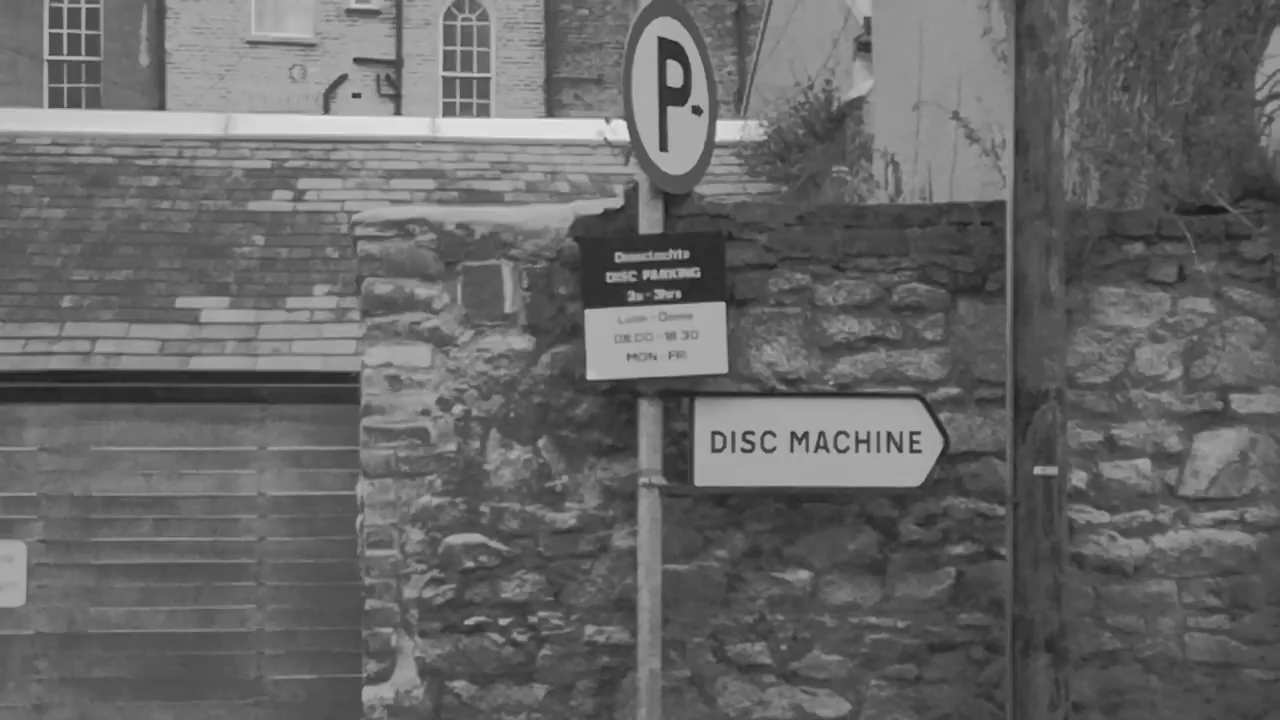 P
DISC PARKING
08.00 - 18.30
MON - FRI
DISC MACHINE